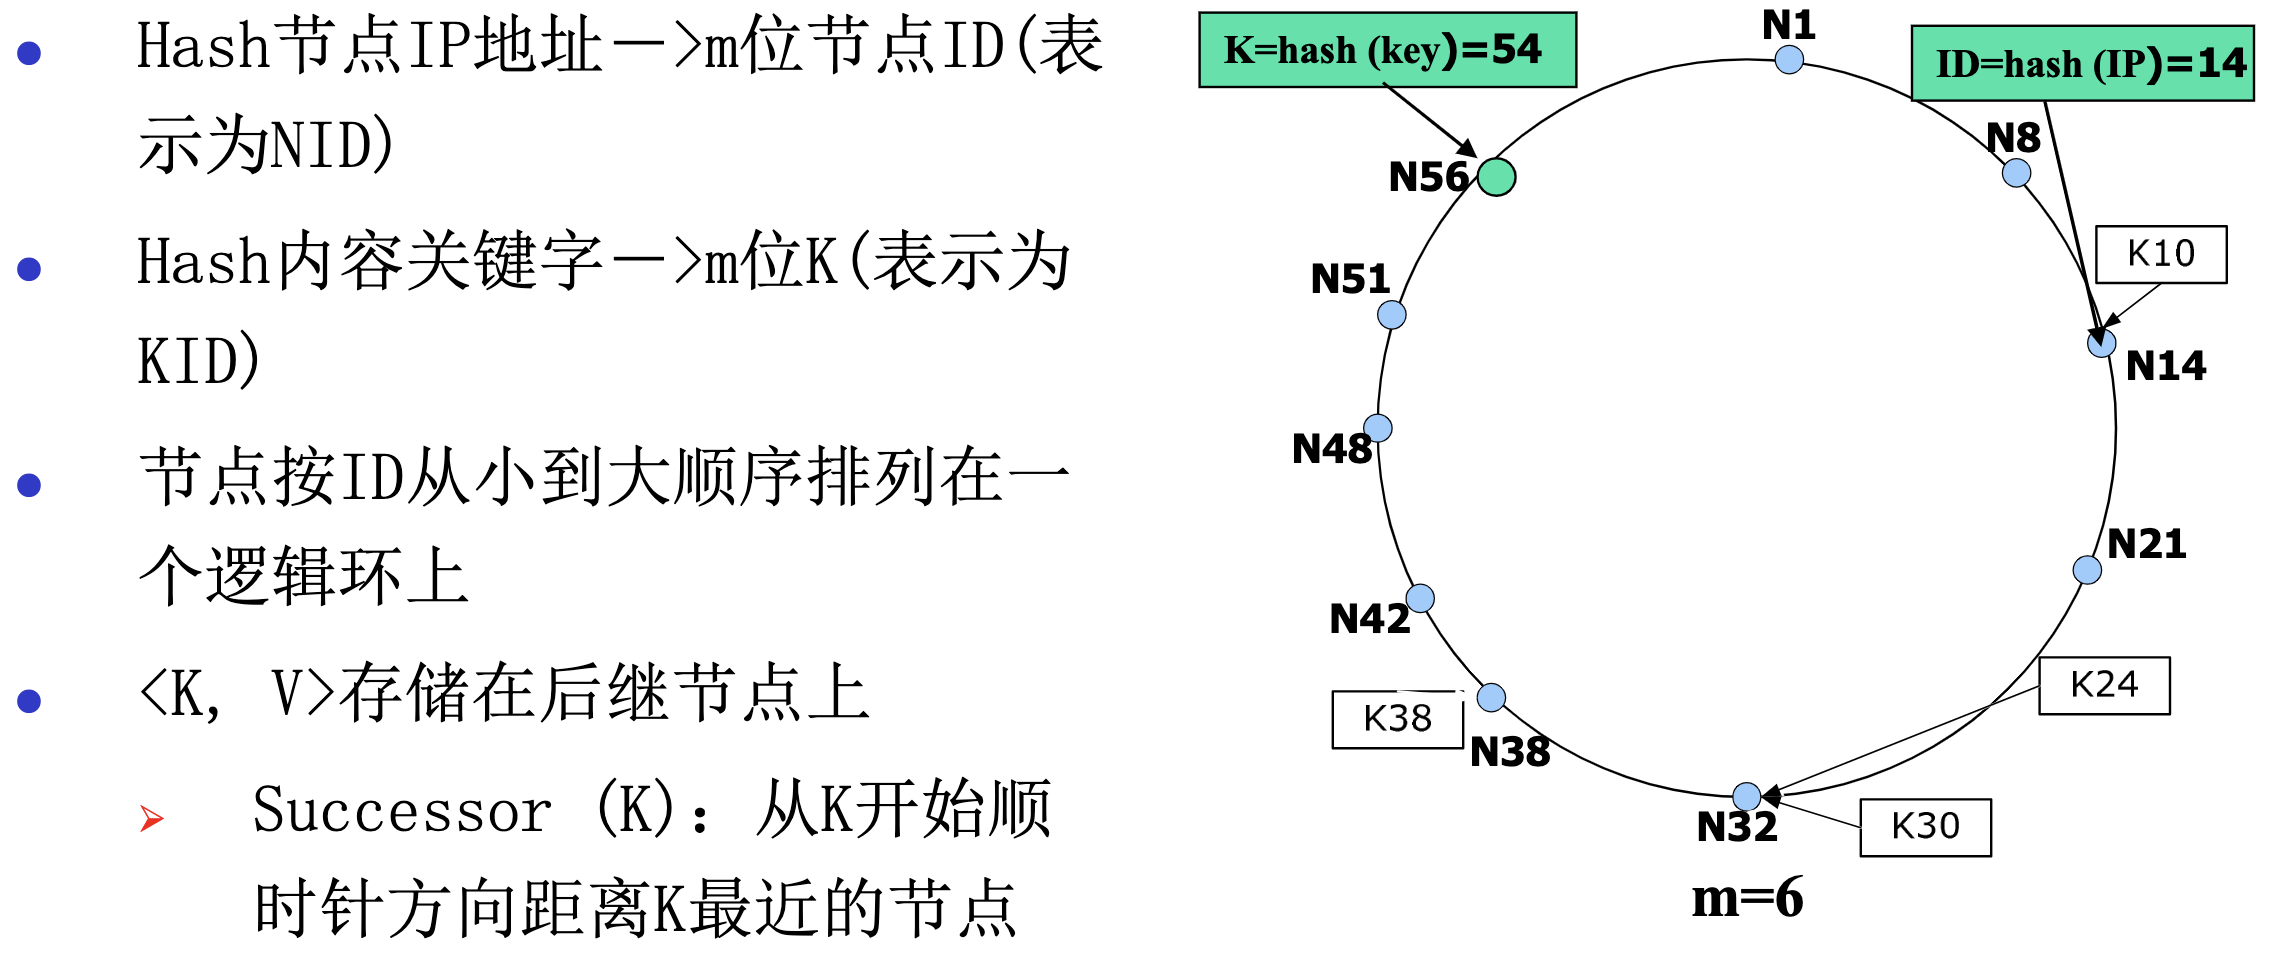 Hash节点IP地址—>m位节点ID(表
示为NID)
Hash内容关键字—>m位K(表示为
KID)
节点按ID从小到大顺序排列在一
个逻辑环上
<K, V>存储在后继节点上
Successor (K)：从K开始顺
时针方向距离K最近的节点
K=hash (key)=54
N1
ID=hash (IP)=14
N8
N56
K10
N51
N14
N48
N21
N42
K24
K38
N38
N32
K30
m=6